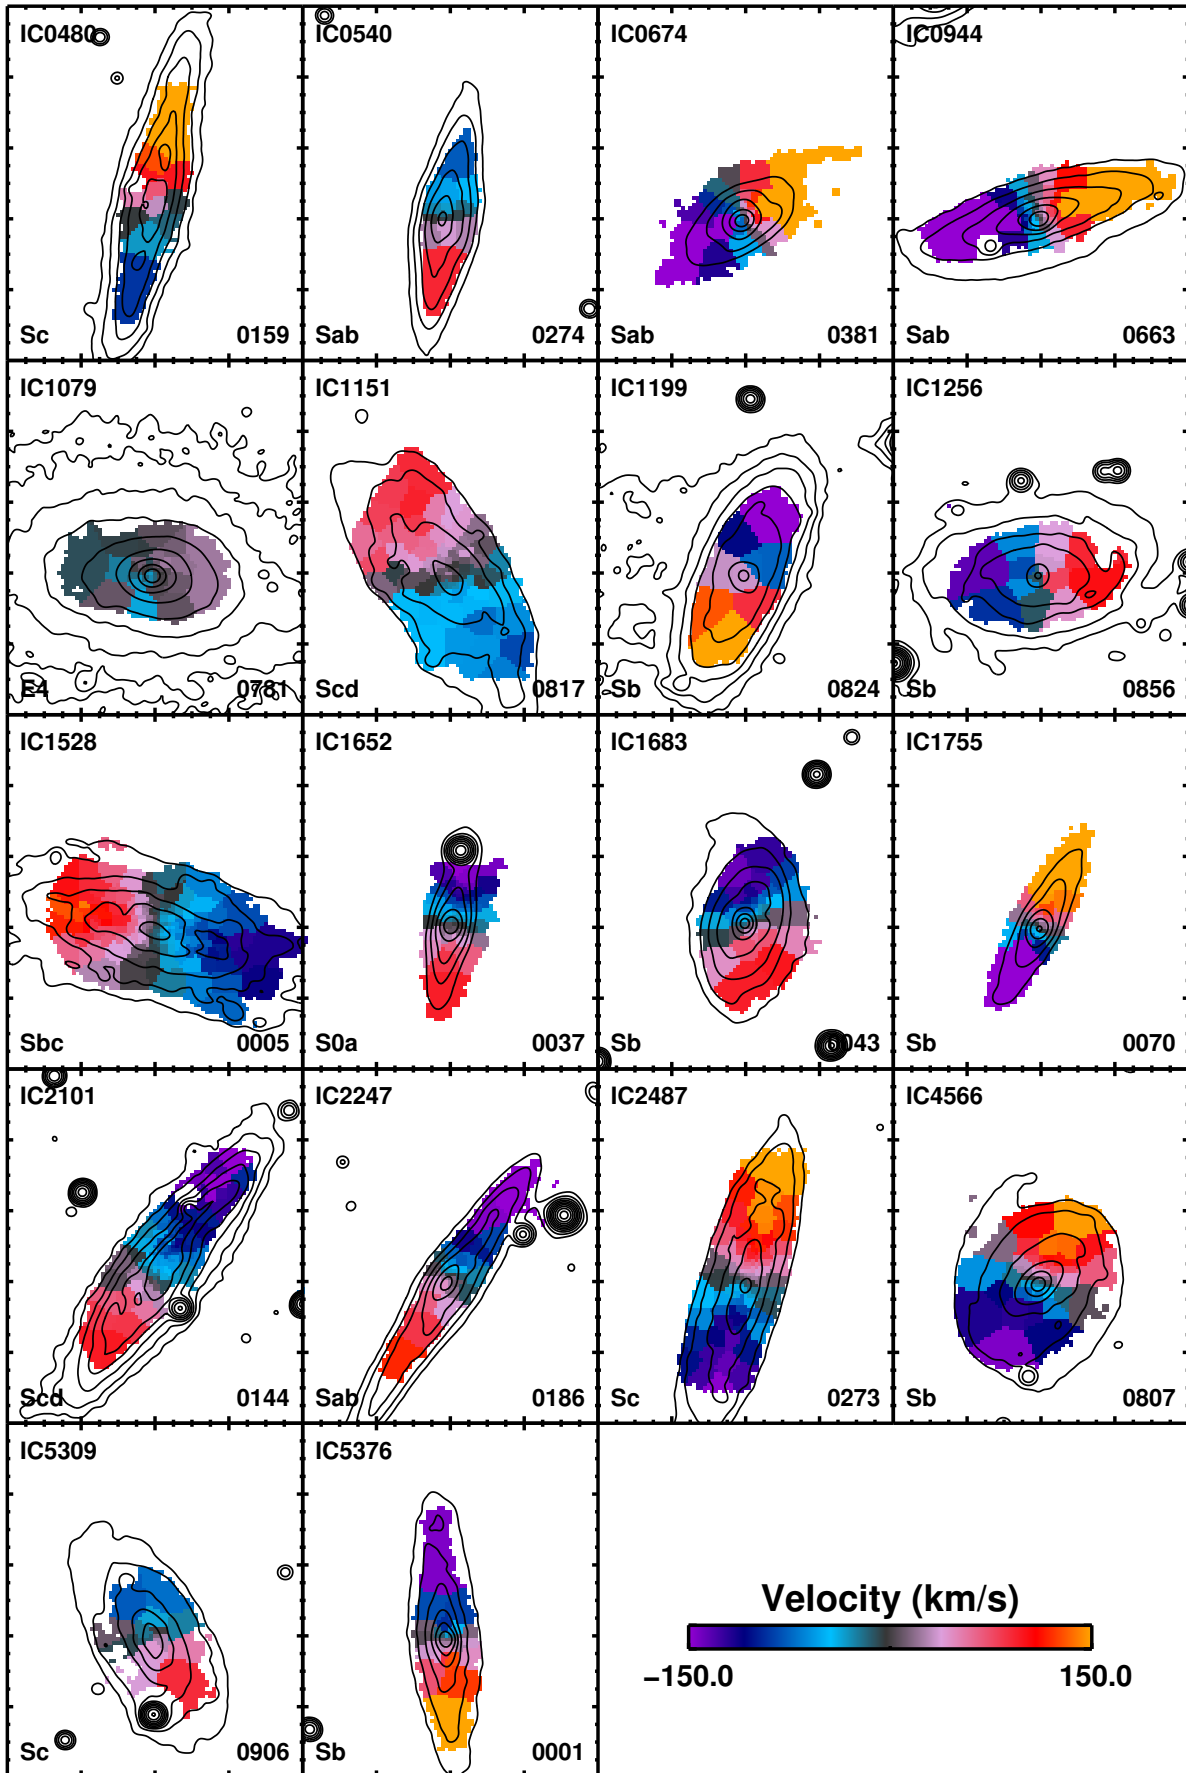 IC0480 IC0540 IC0674 IC0944
Sc 0159 Sab 0274 Sab 0381 Sab 0663
IC1079 IC1151 IC1199 IC1256
E4 0781 Scd 0817 Sb 0824 Sb 0856
IC1528 IC1652 IC1683 IC1755
Sbc 0005 S0a 0037 Sb 0043 Sb 0070
IC2101 IC2247 IC2487 IC4566
Scd 0144 Sab 0186 Sc 0273 Sb 0807
IC5309 IC5376
Velocity (km/s)
−150.0 150.0
Sc 0906 Sb 0001